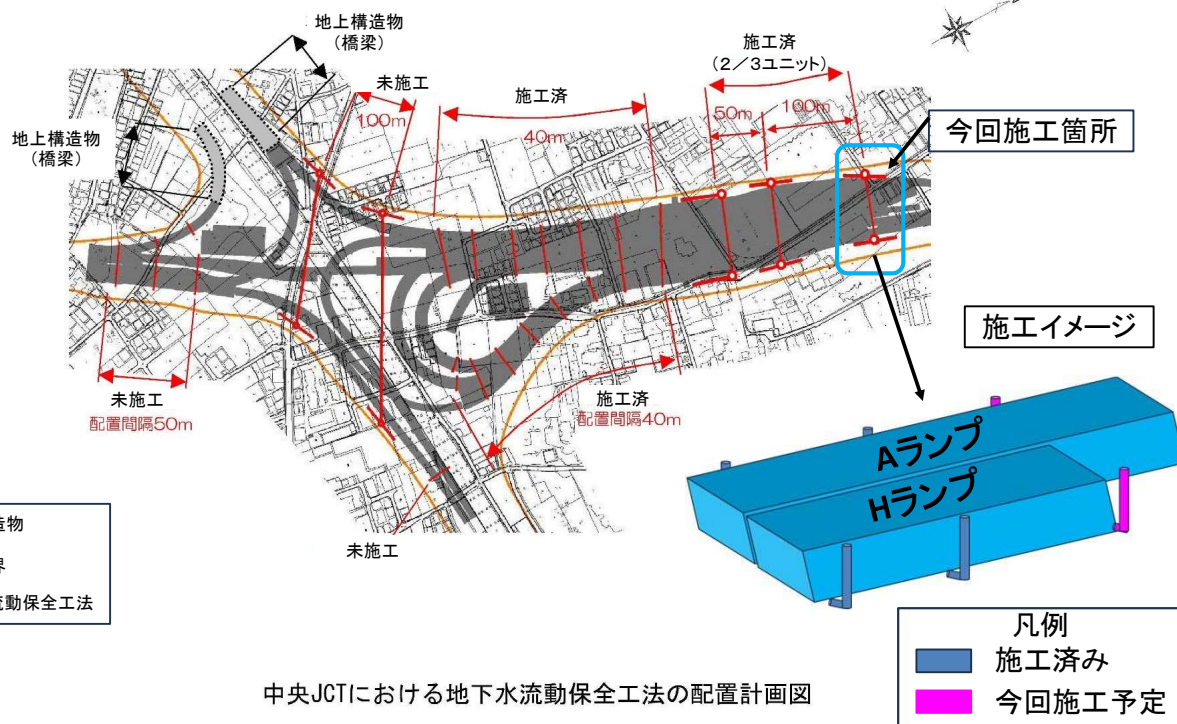 地上構造物
（橋梁）
未施工
100m
施工済
40m
施工済
（2／3ユニット）
50m
100m
今回施工箇所
地上構造物
（橋梁）
施工イメージ
未施工
配置間隔50m
施工済
配置間隔40m
未施工
Aランプ
Hランプ
造物
界
流動保全工法
凡例
施工済み
今回施工予定
中央JCTにおける地下水流動保全工法の配置計画図